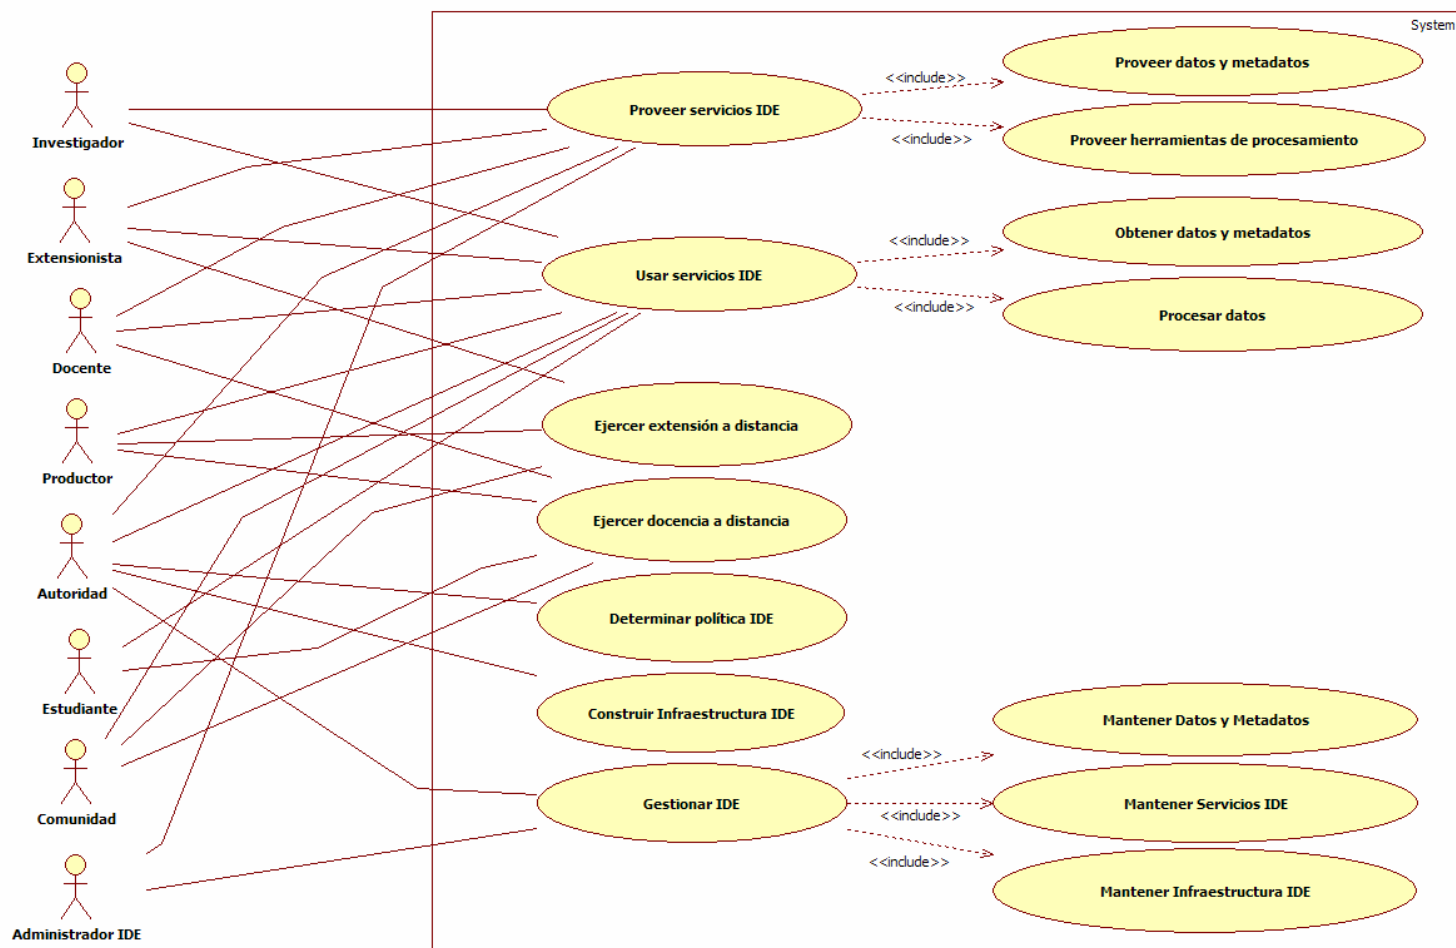 System
Investigador
Extensionista
Docente
Productor
Autoridad
Estudiante
Comunidad
Administrador IDE
Proveer servicios IDE
<<include>>
Proveer datos y metadatos
<<include>>
Proveer herramientas de procesamiento
Usar servicios IDE
<<include>>
Obtener datos y metadatos
<<include>>
Procesar datos
Ejercer extensión a distancia
Ejercer docencia a distancia
Determinar política IDE
Construir Infraestructura IDE
Gestionar IDE
<<include>>
Mantener Datos y Metadatos
<<include>>
Mantener Servicios IDE
<<include>>
Mantener Infraestructura IDE